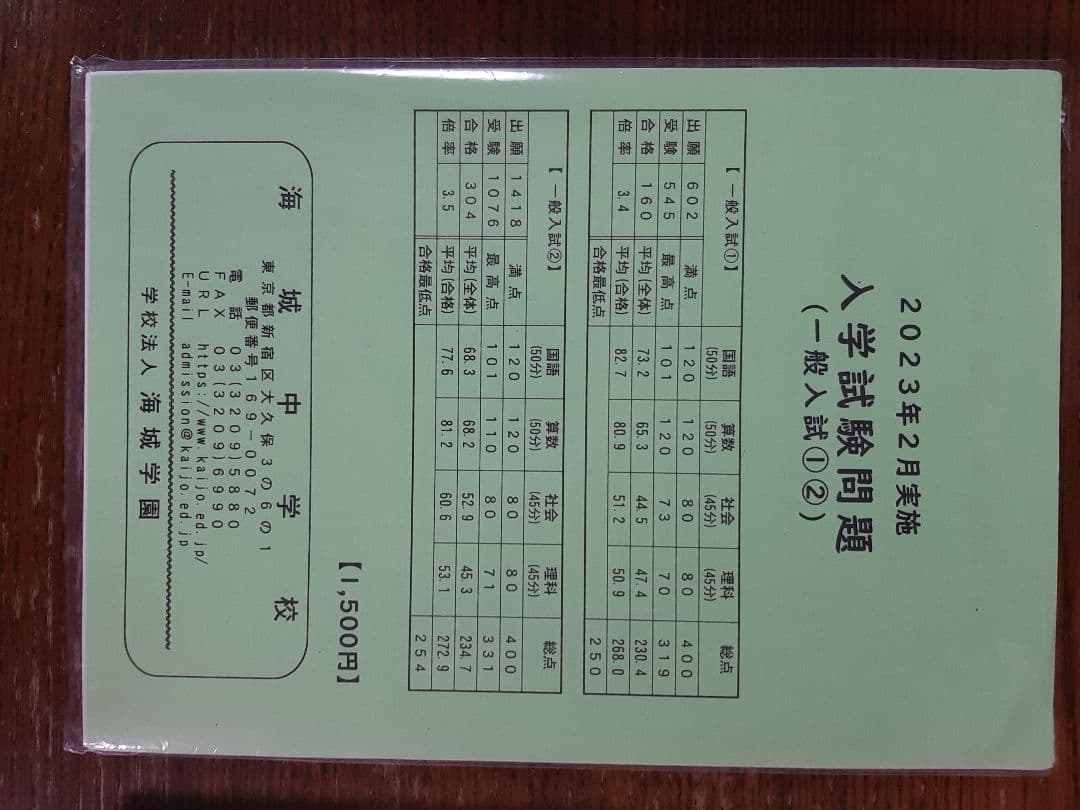 2023年2月実施
入学試験問題
(一般入試①②)
【一般入試①】 国語(50分) 算数(50分) 社会(45分) 理科(45分) 総点
出願 602 満点 120 120 80 80 400
受験 545 最高点 101 120 73 70 319
合格 160 平均(全体) 73.2 65.3 44.5 47.4 230.4
倍率 3.4 平均(合格) 82.7 80.9 51.2 50.9 268.0
合格最低点 250
【一般入試②】 国語(50分) 算数(50分) 社会(45分) 理科(45分) 総点
出願 1418 満点 120 120 80 80 400
受験 1076 最高点 101 110 80 71 331
合格 304 平均(全体) 68.3 68.2 52.9 45.3 234.7
倍率 3.5 平均(合格) 77.6 81.2 60.6 53.1 272.9
合格最低点 254
【1,500円】
海城中学校
東京都新宿区大久保3の6の1
郵便番号169-0072
電話 03(3209)5880
FAX 03(3209)6990
URL https://www.kaijo.ed.jp/
E-mail admission@kaijo.ed.jp
学校法人 海城学園